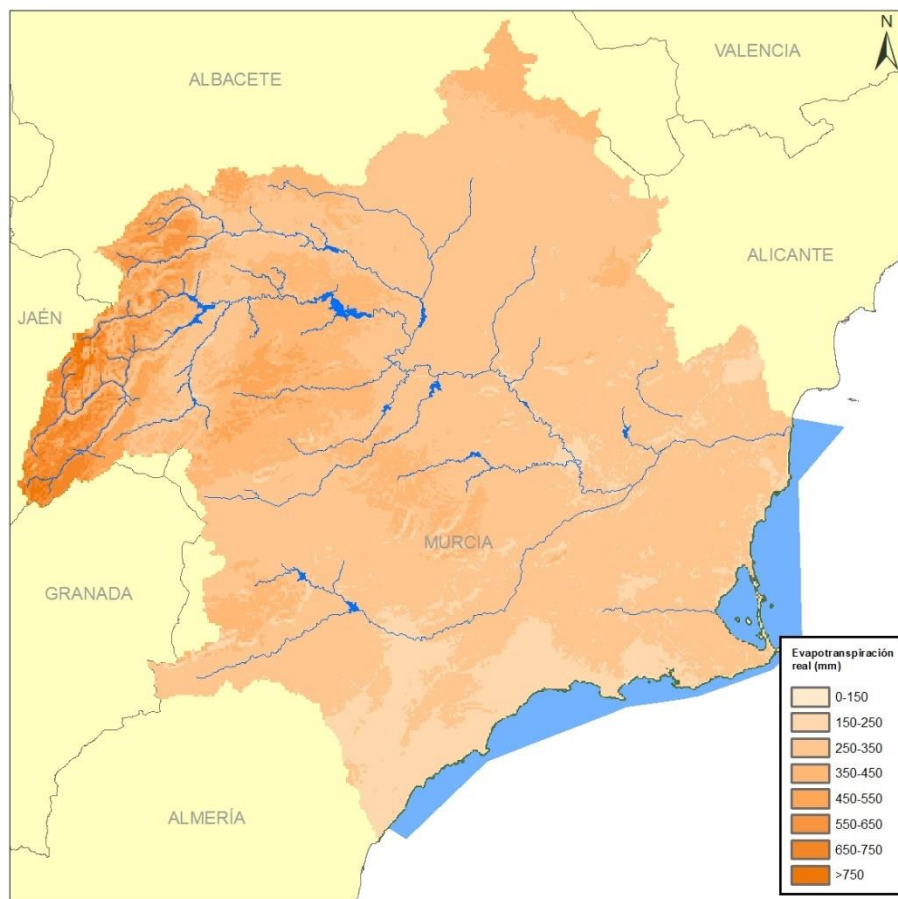 N
VALENCIA
ALBACETE
ALICANTE
JAÉN
MURCIA
GRANADA
ALMERÍA
Evapotranspiración
real (mm)
0-150
150-250
250-350
350-450
450-550
550-650
650-750
>750